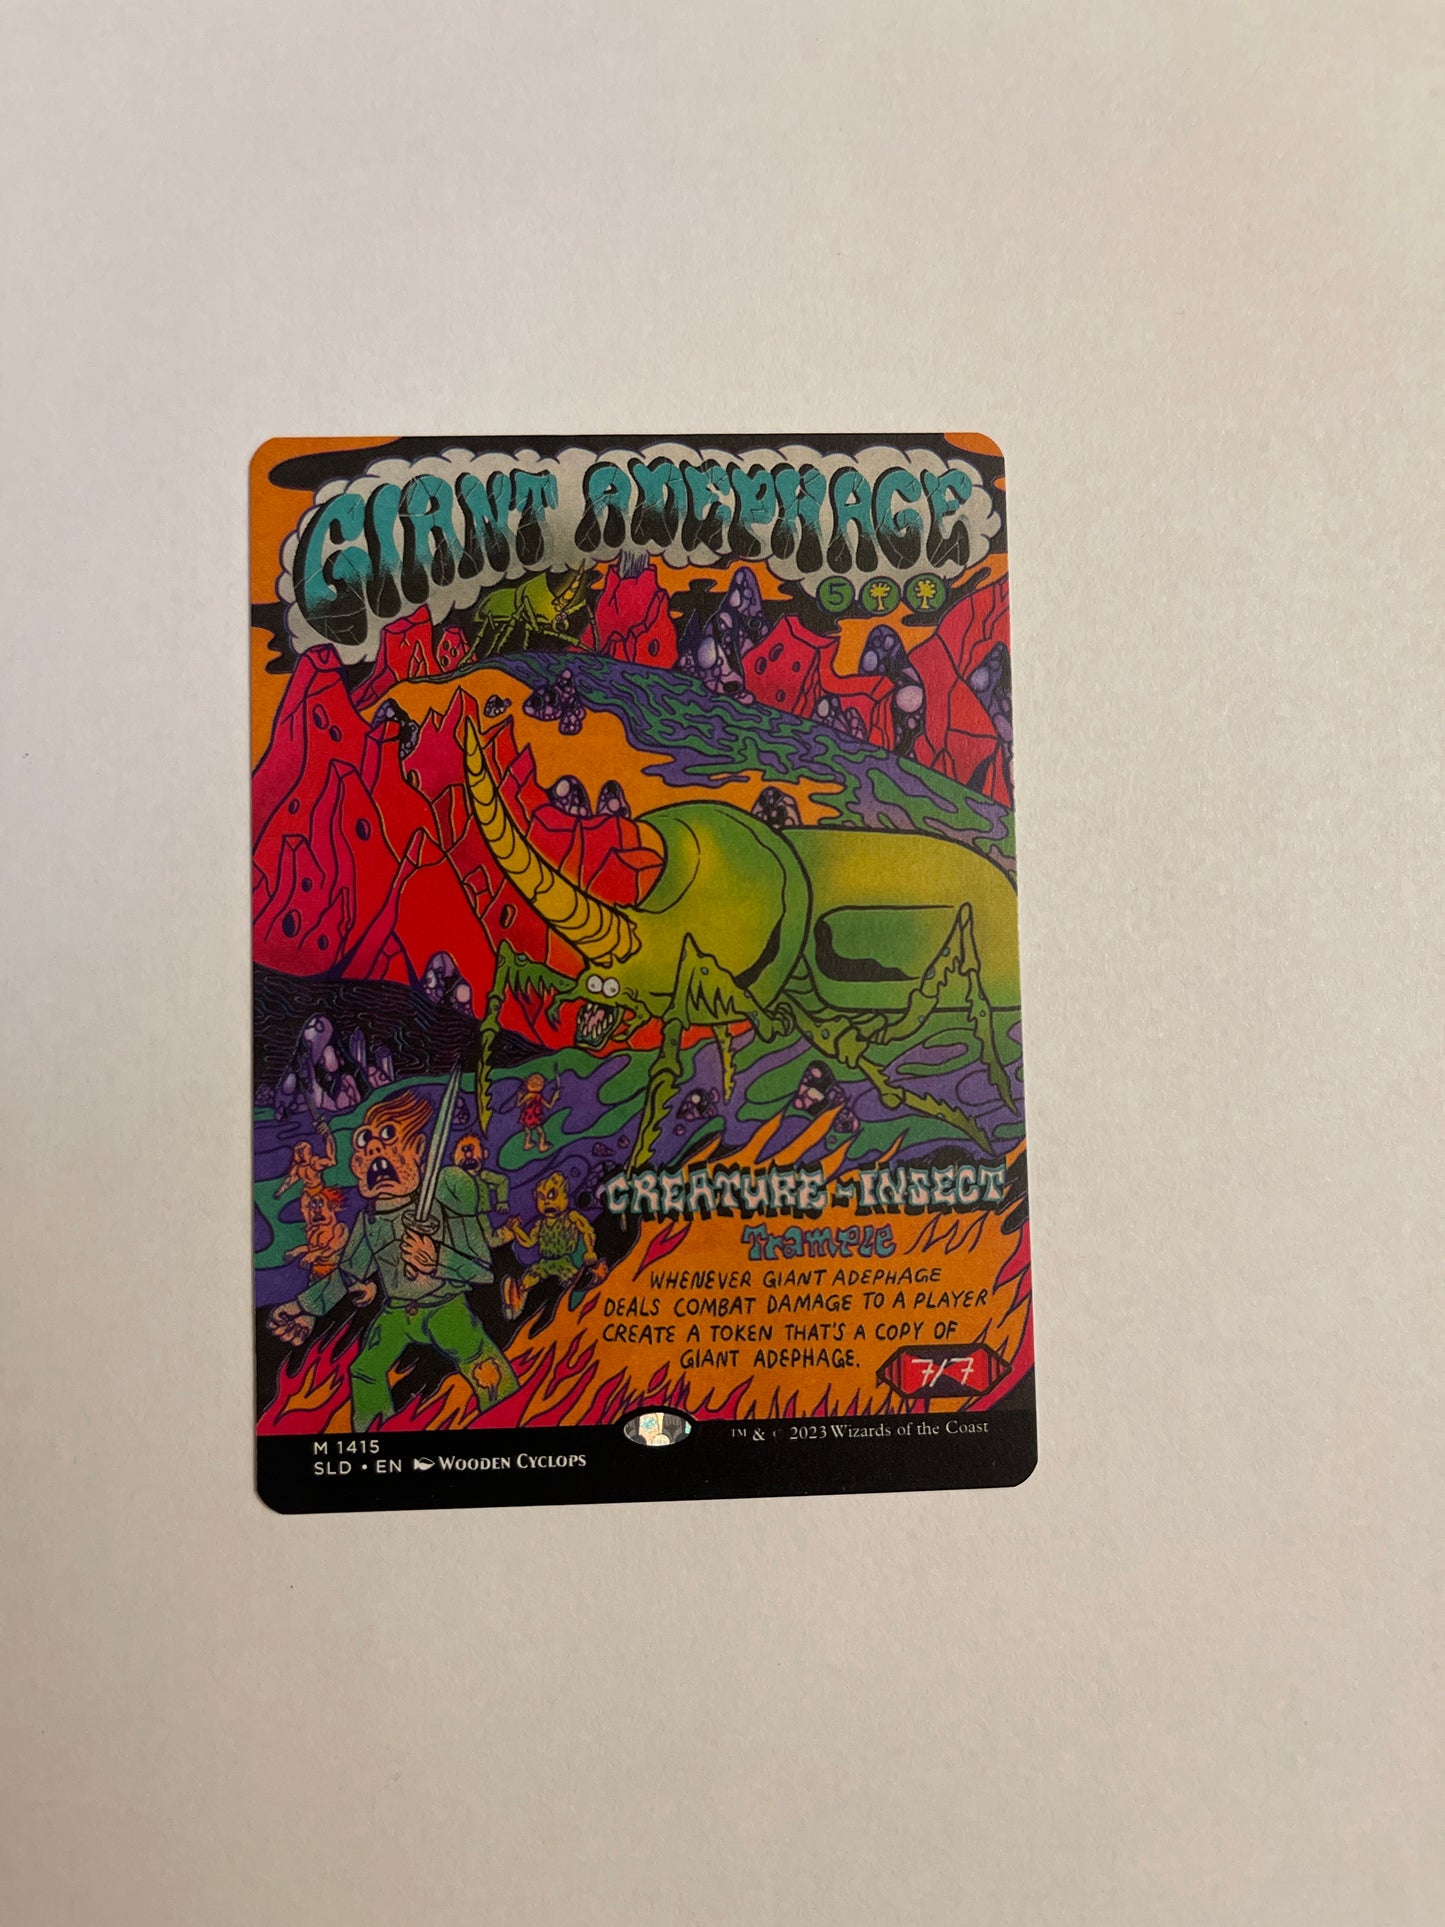 GIANT ADEPHAGE
5
CREATURE - INSECT
Trample
WHENEVER GIANT ADEPHAGE
DEALS COMBAT DAMAGE TO A PLAYER
CREATE A TOKEN THAT'S A COPY OF
GIANT ADEPHAGE.
7/7
M 1415
SLD • EN WOODEN CYCLOPS
™ & © 2023 Wizards of the Coast